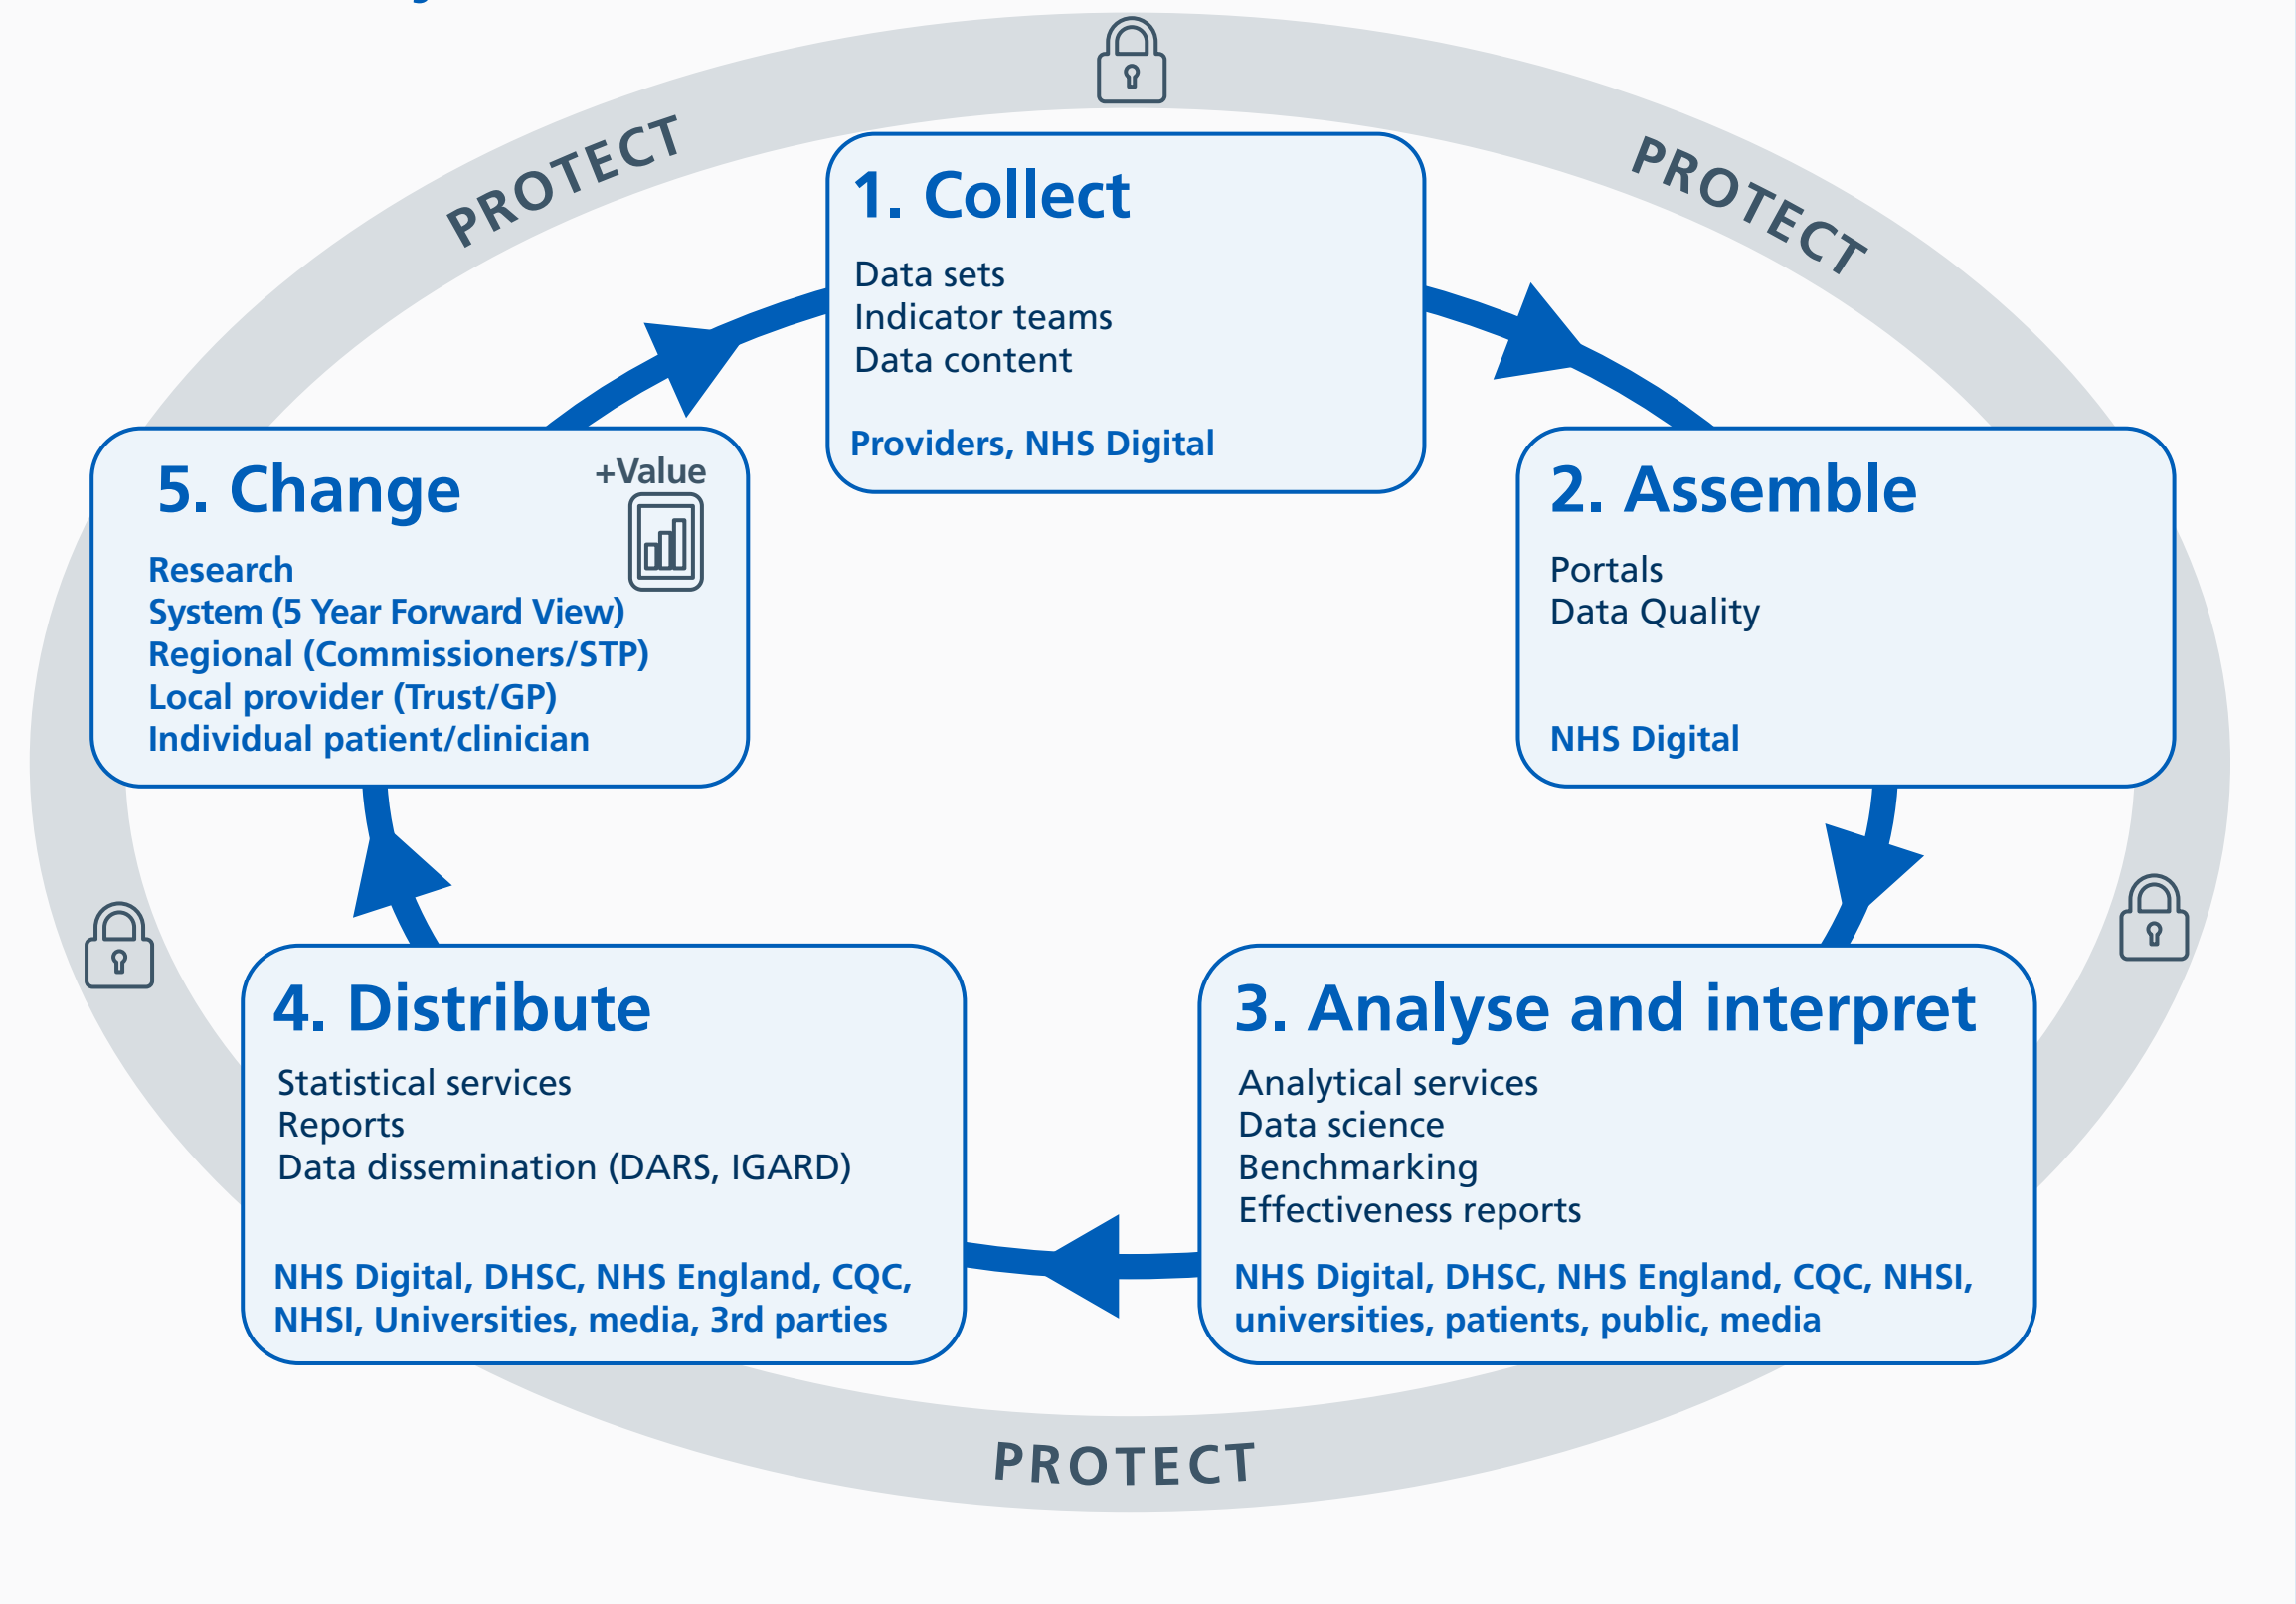 PROTECT
PROTECT
1. Collect
Data sets
Indicator teams
Data content
Providers, NHS Digital
5. Change
+Value
Research
System (5 Year Forward View)
Regional (Commissioners/STP)
Local provider (Trust/GP)
Individual patient/clinician
2. Assemble
Portals
Data Quality
NHS Digital
4. Distribute
Statistical services
Reports
Data dissemination (DARS, IGARD)
NHS Digital, DHSC, NHS England, CQC,
NHSI, Universities, media, 3rd parties
3. Analyse and interpret
Analytical services
Data science
Benchmarking
Effectiveness reports
NHS Digital, DHSC, NHS England, CQC, NHSI,
universities, patients, public, media
PROTECT